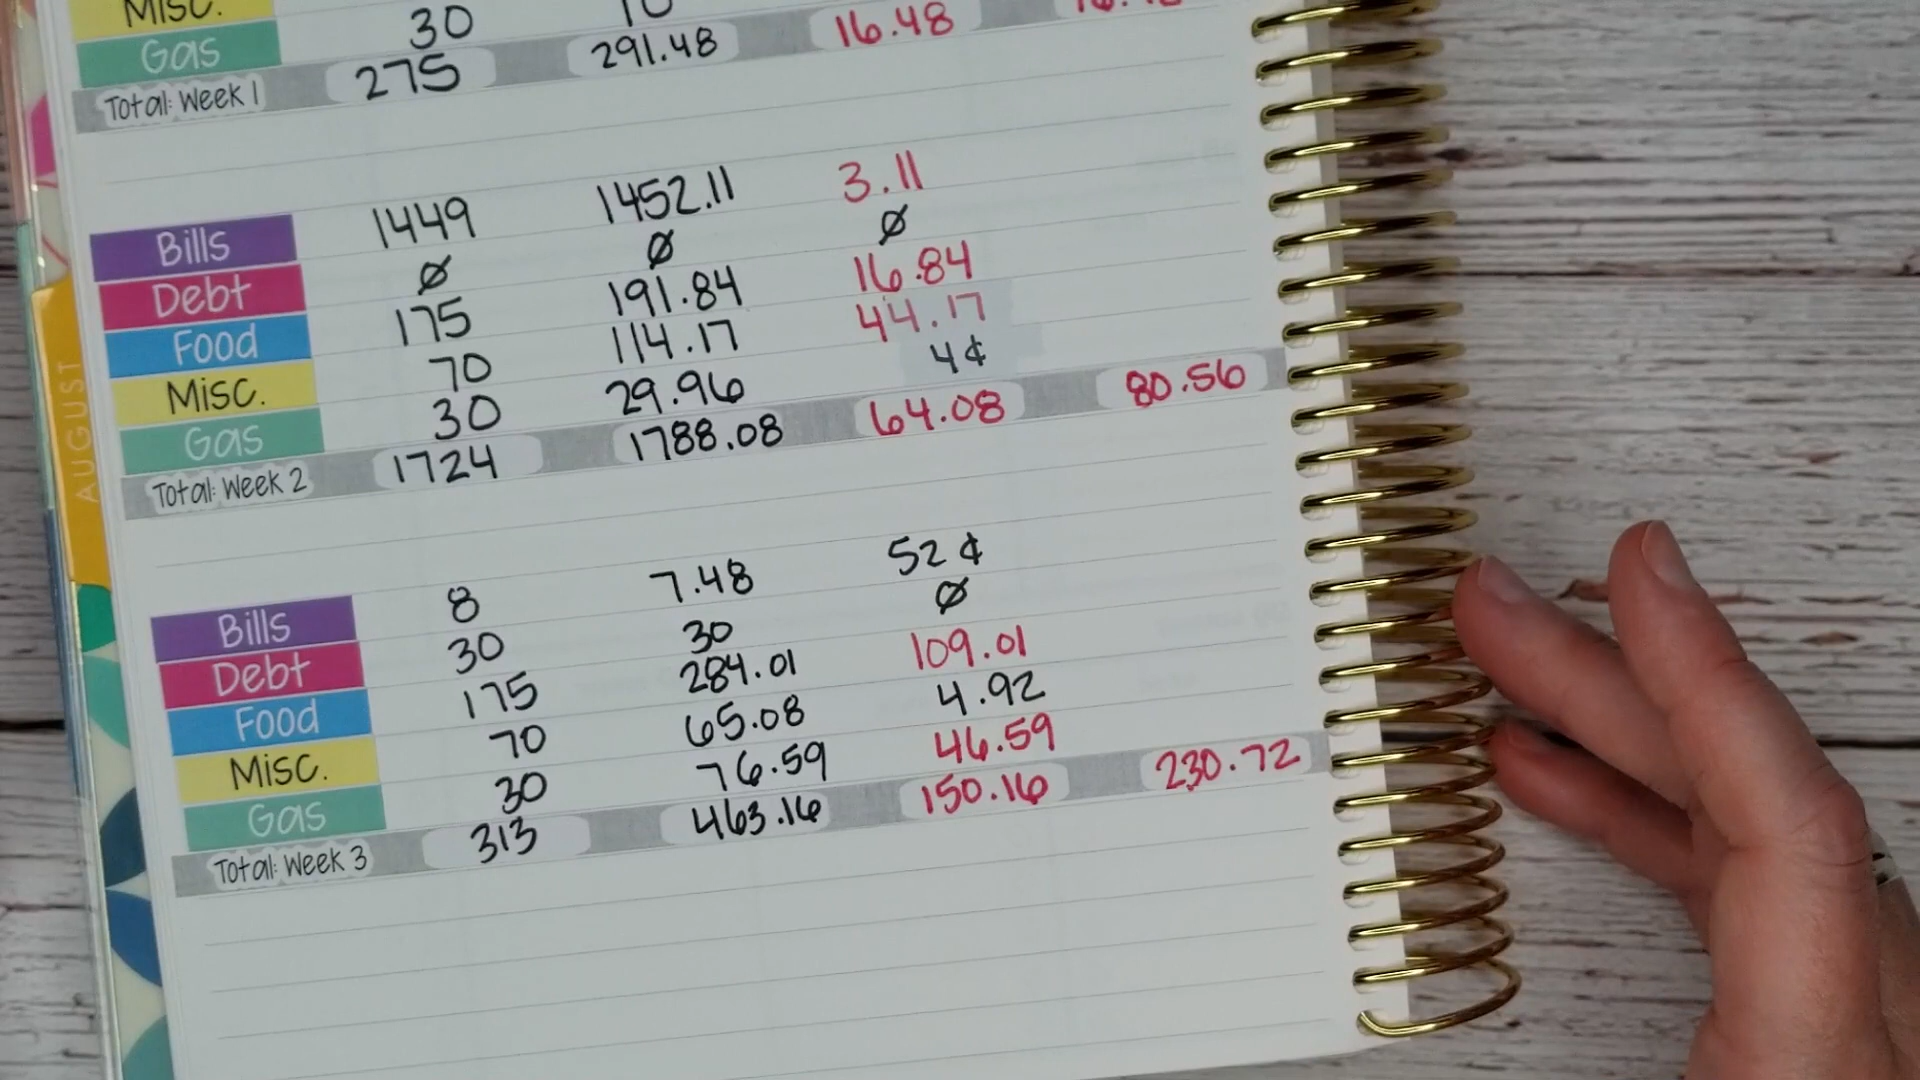 Misc. 10
Gas 30 291.48 16.48
Total: Week 1 275
Bills 1449 1452.11 3.11
Debt Ø Ø Ø
Food 175 191.84 16.84
Misc. 70 114.17 44.17
Gas 30 29.96 4¢
Total: Week 2 1724 1788.08 64.08 80.56
Bills 8 7.48 52¢
Debt 30 30 Ø
Food 175 284.01 109.01
Misc. 70 65.08 4.92
Gas 30 76.59 46.59
Total: Week 3 313 463.16 150.16 230.72
AUGUST